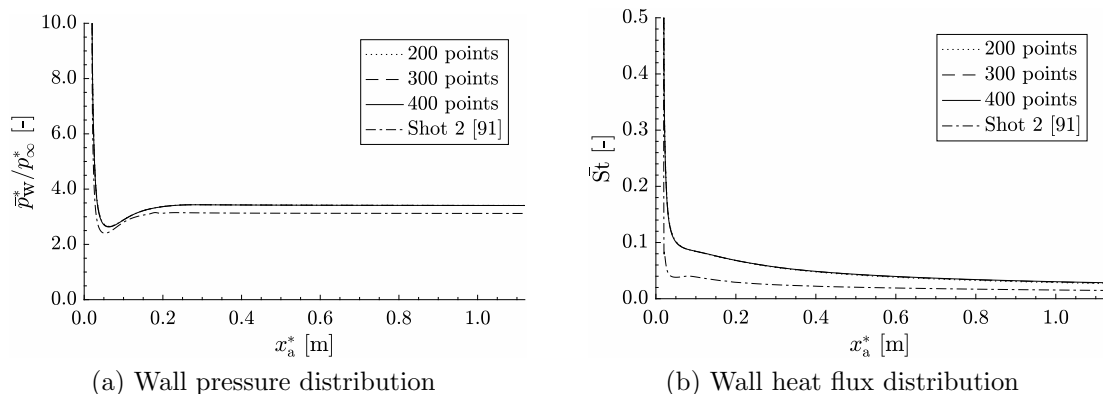 10.0
8.0
6.0
4.0
2.0
0.0
0.0 0.2 0.4 0.6 0.8 1.0
p̄*w/p*∞ [-]
x*a [m]
200 points
300 points
400 points
Shot 2 [91]
(a) Wall pressure distribution
0.5
0.4
0.3
0.2
0.1
0.0
0.0 0.2 0.4 0.6 0.8 1.0
S̄t [-]
x*a [m]
200 points
300 points
400 points
Shot 2 [91]
(b) Wall heat flux distribution